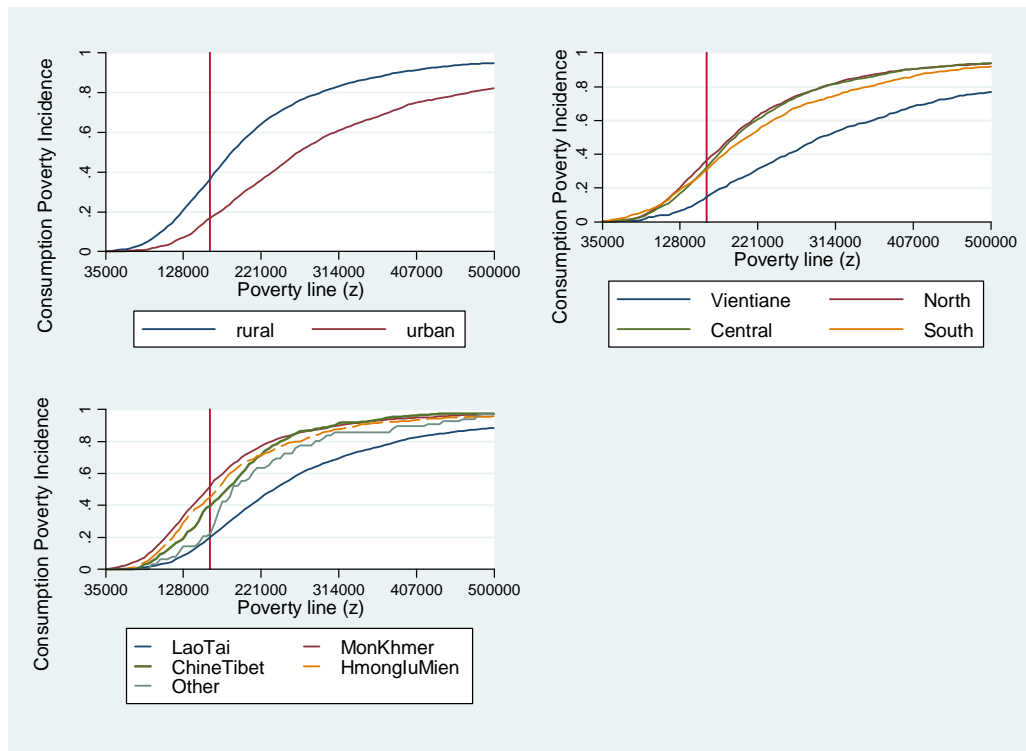 Consumption Poverty Incidence
1
.8
.6
.4
.2
0
35000 128000 221000 314000 407000 500000
Poverty line (z)
rural urban
Consumption Poverty Incidence
1
.8
.6
.4
.2
0
35000 128000 221000 314000 407000 500000
Poverty line (z)
Vientiane North
Central South
Consumption Poverty Incidence
1
.8
.6
.4
.2
0
35000 128000 221000 314000 407000 500000
Poverty line (z)
LaoTai MonKhmer
ChineTibet HmongIuMien
Other